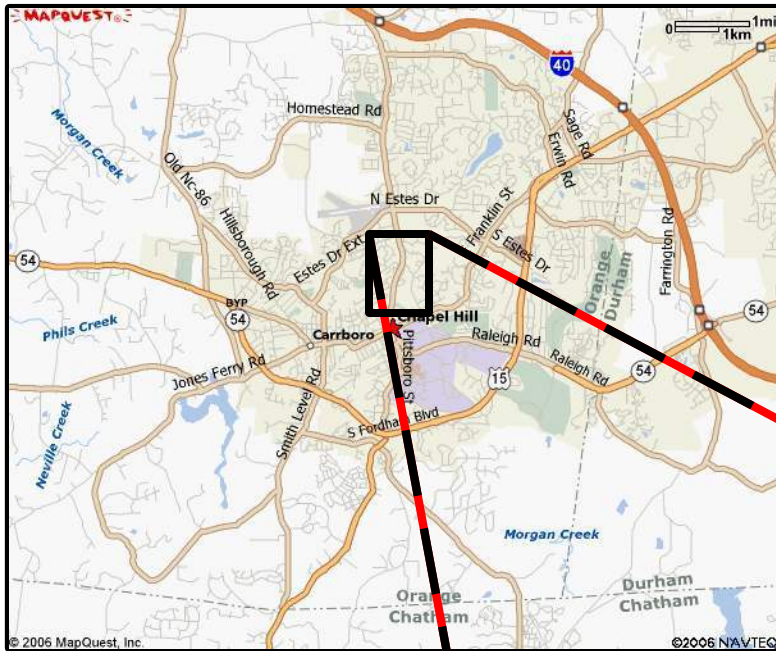 MAPQUEST®
1mi
0
1km
40
Homestead Rd
Sage Rd
Erwin Rd
Morgan Creek
Old Nc-86
N Estes Dr
Franklin St
Hillsborough Rd
Estes Dr Ext
S Estes Dr
Farrington Rd
Orange
Durham
54
BYP
54
54
Chapel Hill
Phils Creek
Carrboro
Pittsboro St
Raleigh Rd
Raleigh Rd
54
15
Jones Ferry Rd
Smith Level Rd
S Fordham Blvd
Neville Creek
Morgan Creek
Orange
Chatham
Durham
Chatham
© 2006 MapQuest, Inc.
©2006 NAVTEQ